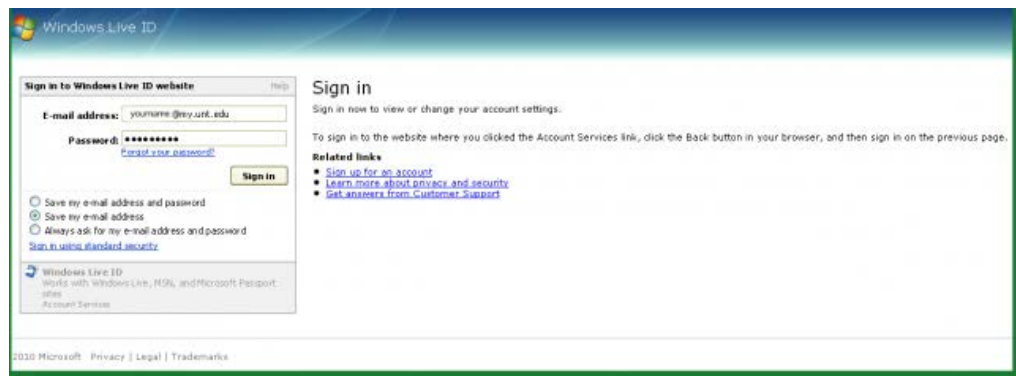 Windows Live ID
Sign in to Windows Live ID website Help
E-mail address: yourname @my.unt.edu
Password: •••••••••
Forgot your password?
Sign in
Save my e-mail address and password
Save my e-mail address
Always ask for my e-mail address and password
Sign in using standard security
Windows Live ID
Works with Windows Live, MSN, and Microsoft Passport
sites
Account Services
Sign in
Sign in now to view or change your account settings.
To sign in to the website where you clicked the Account Services link, click the Back button in your browser, and then sign in on the previous page.
Related links
• Sign up for an account
• Learn more about privacy and security
• Get answers from Customer Support
2010 Microsoft Privacy | Legal | Trademarks